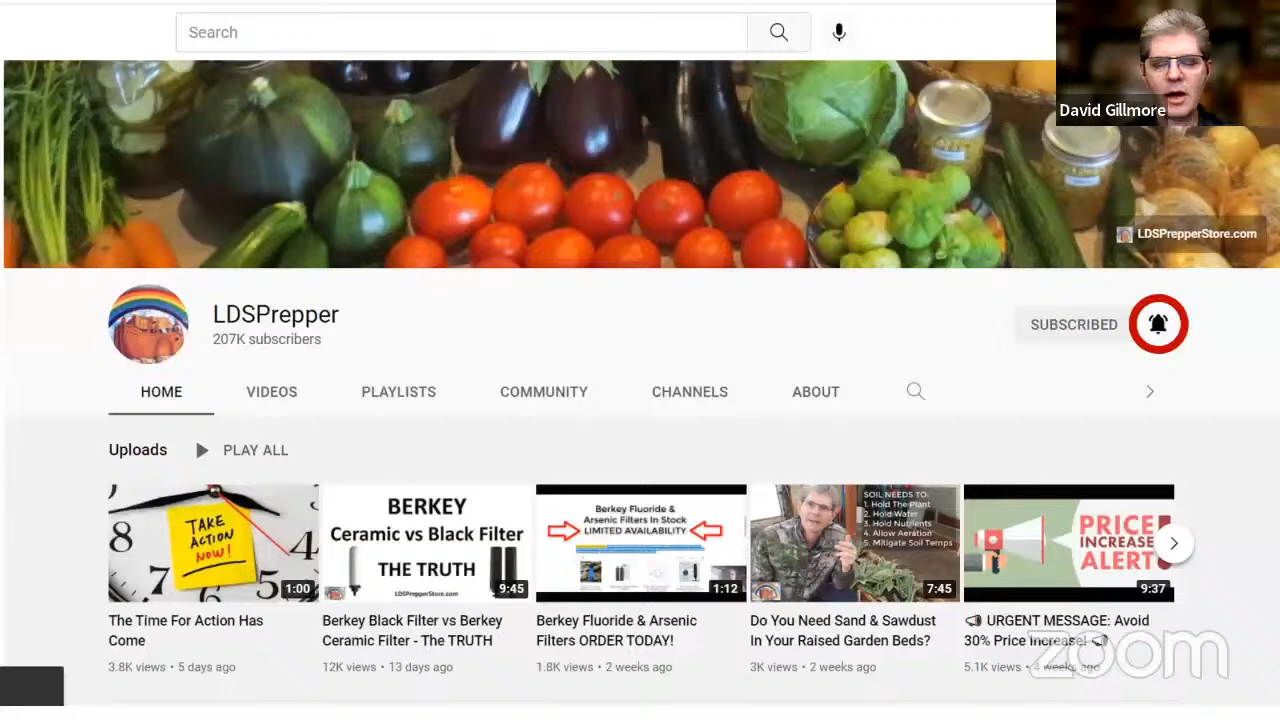 Search
David Gillmore
LDSPrepperStore.com
LDSPrepper
207K subscribers
SUBSCRIBED
HOME
VIDEOS
PLAYLISTS
COMMUNITY
CHANNELS
ABOUT
Uploads
PLAY ALL
8
4
7
5
TAKE
ACTION
NOW!
1:00
BERKEY
Ceramic vs Black Filter
THE TRUTH
LDSPrepperStore.com
9:45
Berkey Fluoride &
Arsenic Filters In Stock
LIMITED AVAILABILITY
1:12
SOIL NEEDS TO:
1. Hold The Plant
2. Hold Water
3. Hold Nutrients
4. Allow Aeration
5. Mitigate Soil Temps
7:45
PRICE
INCREASE
ALERT!
9:37
The Time For Action Has
Come
3.8K views • 5 days ago
Berkey Black Filter vs Berkey
Ceramic Filter - The TRUTH
12K views • 13 days ago
Berkey Fluoride & Arsenic
Filters ORDER TODAY!
1.8K views • 2 weeks ago
Do You Need Sand & Sawdust
In Your Raised Garden Beds?
3K views • 2 weeks ago
URGENT MESSAGE: Avoid
30% Price Increase!
5.1K views • 4 weeks ago
zoom